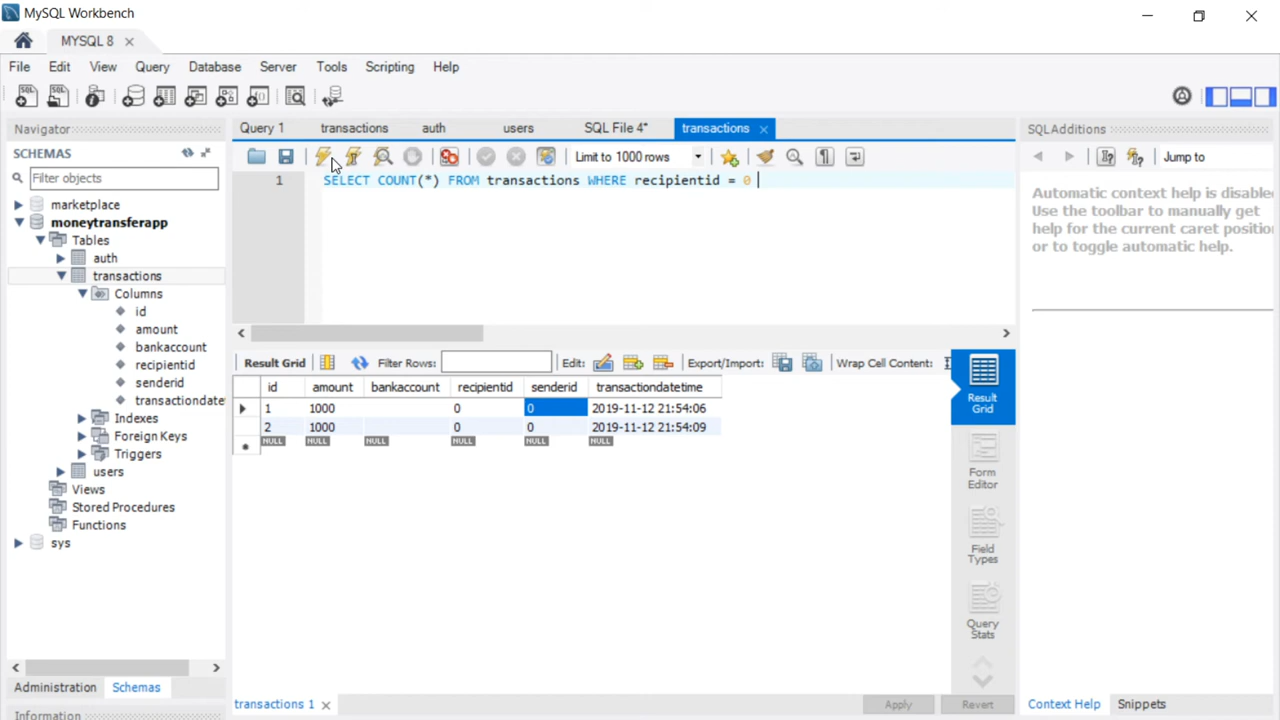 MySQL Workbench
MYSQL 8
File Edit View Query Database Server Tools Scripting Help
Navigator
SCHEMAS
Filter objects
marketplace
moneytransferapp
Tables
auth
transactions
Columns
id
amount
bankaccount
recipientid
senderid
transactiondate
Indexes
Foreign Keys
Triggers
users
Views
Stored Procedures
Functions
sys
Administration Schemas
Information
Query 1 transactions auth users SQL File 4* transactions
Limit to 1000 rows
1 SELECT COUNT(*) FROM transactions WHERE recipientid = 0
Result Grid Filter Rows: Edit: Export/Import: Wrap Cell Content:
id amount bankaccount recipientid senderid transactiondatetime
1 1000 0 0 2019-11-12 21:54:06
2 1000 0 0 2019-11-12 21:54:09
NULL NULL NULL NULL NULL NULL
Result
Grid
Form
Editor
Field
Types
Query
Stats
transactions 1 Apply Revert
SQLAdditions
Jump to
Automatic context help is disable
Use the toolbar to manually get
help for the current caret positio
or to toggle automatic help.
Context Help Snippets